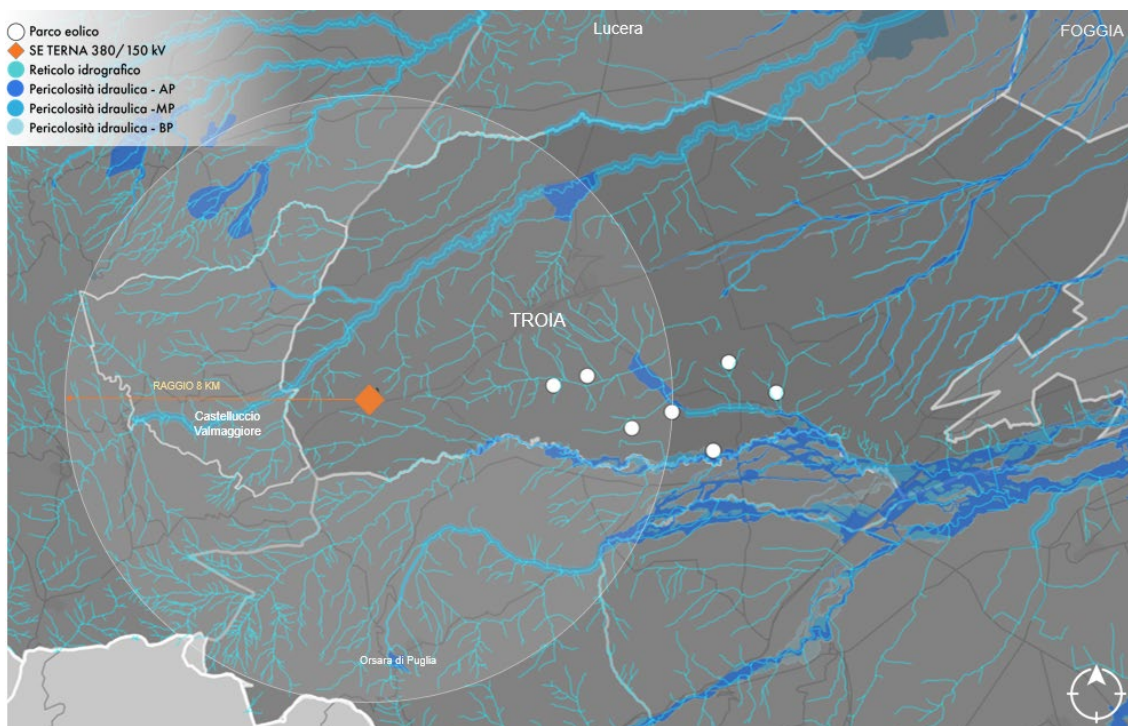 Parco eolico
SE TERNA 380/150 kV
Reticolo idrografico
Pericolosità idraulica - AP
Pericolosità idraulica -MP
Pericolosità idraulica - BP
Lucera
FOGGIA
TROIA
RAGGIO 8 KM
Castelluccio
Valmaggiore
Orsara di Puglia